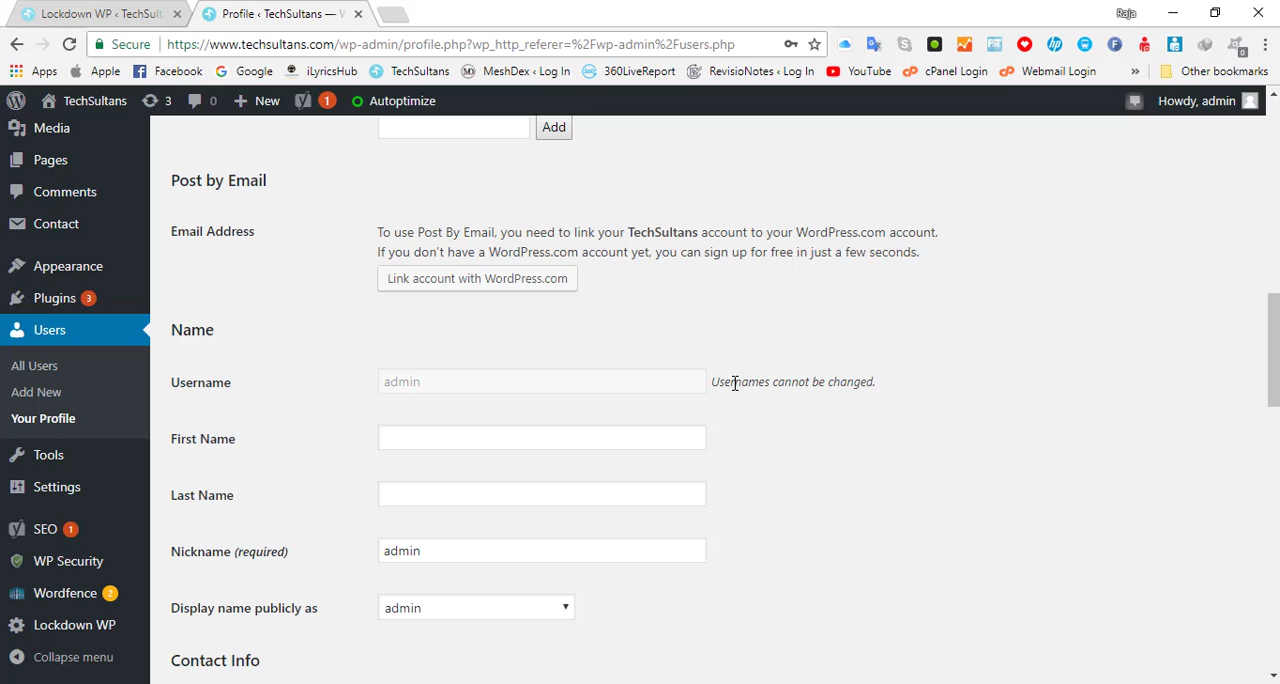 Lockdown WP ‹ TechSult
Profile ‹ TechSultans — W
Raja
Secure
https://www.techsultans.com/wp-admin/profile.php?wp_http_referer=%2Fwp-admin%2Fusers.php
Apps
Apple
Facebook
Google
iLyricsHub
TechSultans
MeshDex ‹ Log In
360LiveReport
RevisioNotes ‹ Log In
YouTube
cPanel Login
Webmail Login
»
Other bookmarks
TechSultans
3
0
New
1
Autoptimize
Howdy, admin
Media
Pages
Comments
Contact
Appearance
Plugins 3
Users
All Users
Add New
Your Profile
Tools
Settings
SEO 1
WP Security
Wordfence 2
Lockdown WP
Collapse menu
Add
Post by Email
Email Address
To use Post By Email, you need to link your TechSultans account to your WordPress.com account.
If you don't have a WordPress.com account yet, you can sign up for free in just a few seconds.
Link account with WordPress.com
Name
Username
admin
Usernames cannot be changed.
First Name
Last Name
Nickname (required)
admin
Display name publicly as
admin
Contact Info